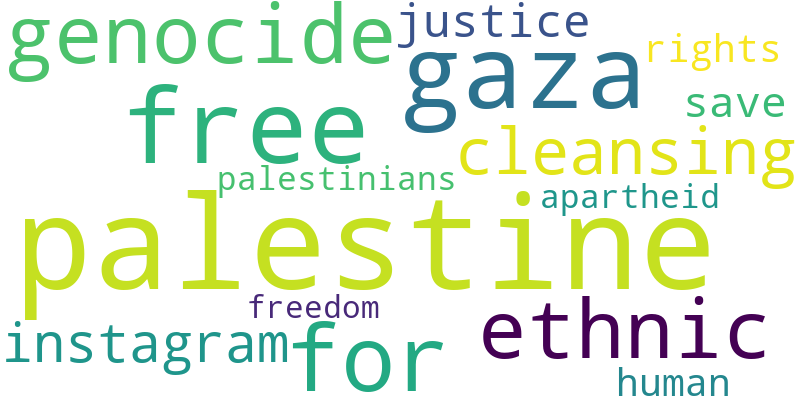 genocide
justice
gaza
rights
free
save
cleansing
palestinians
apartheid
palestine
freedom
instagram
for
ethnic
human